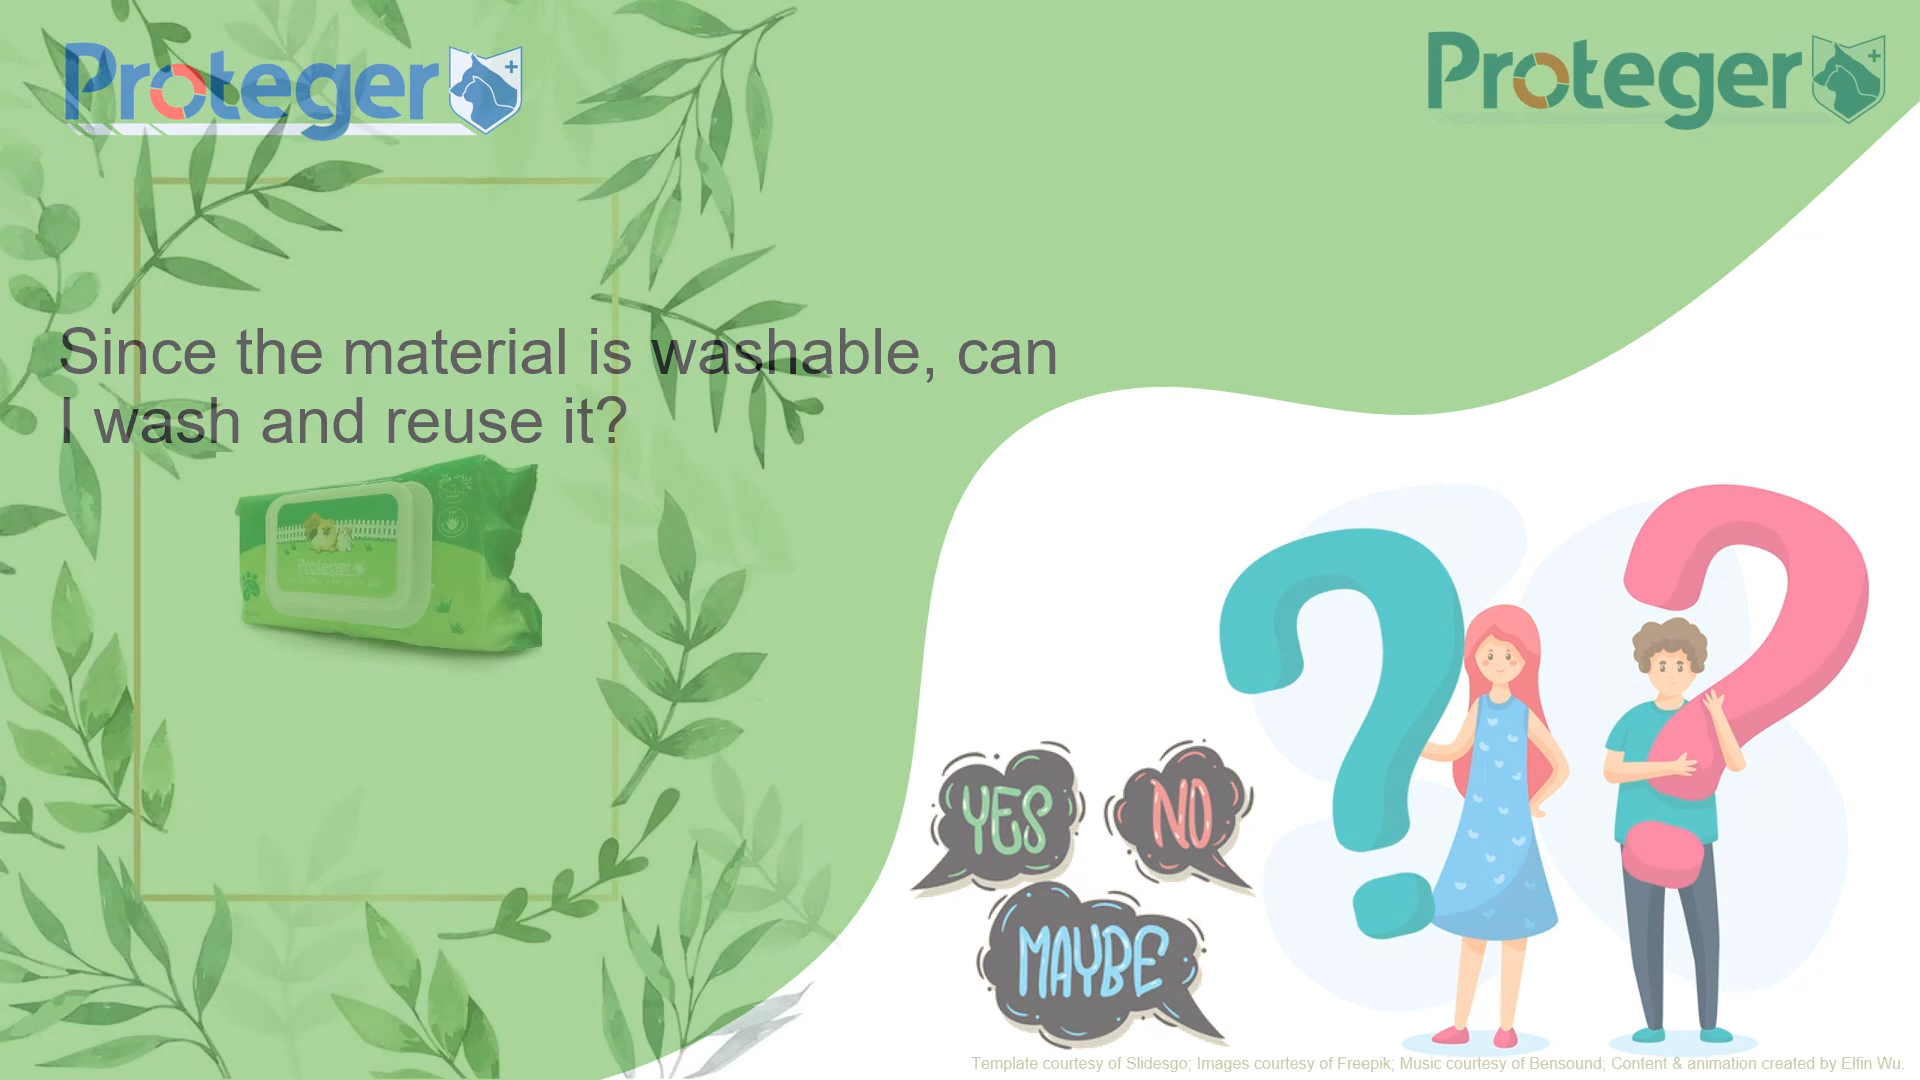 Proteger
Proteger
Since the material is washable, can
I wash and reuse it?
Proteger
YES
NO
MAYBE
Template courtesy of Slidesgo; Images courtesy of Freepik; Music courtesy of Bensound; Content & animation created by Elfin Wu.